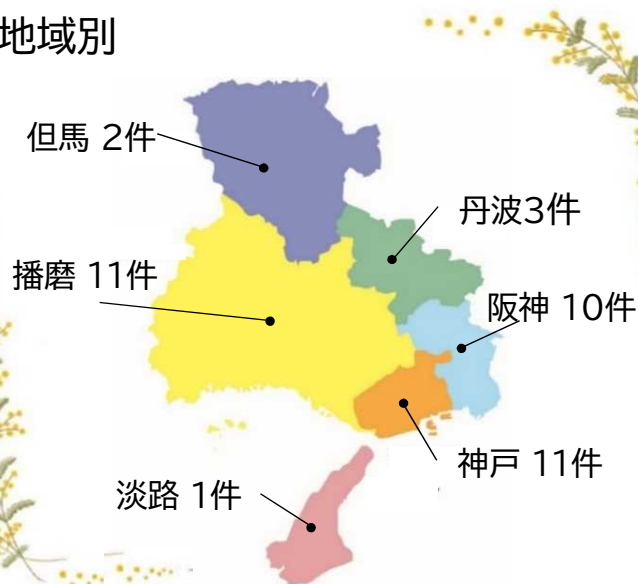 地域別
但馬 2件
丹波3件
播磨 11件
阪神 10件
神戸 11件
淡路 1件